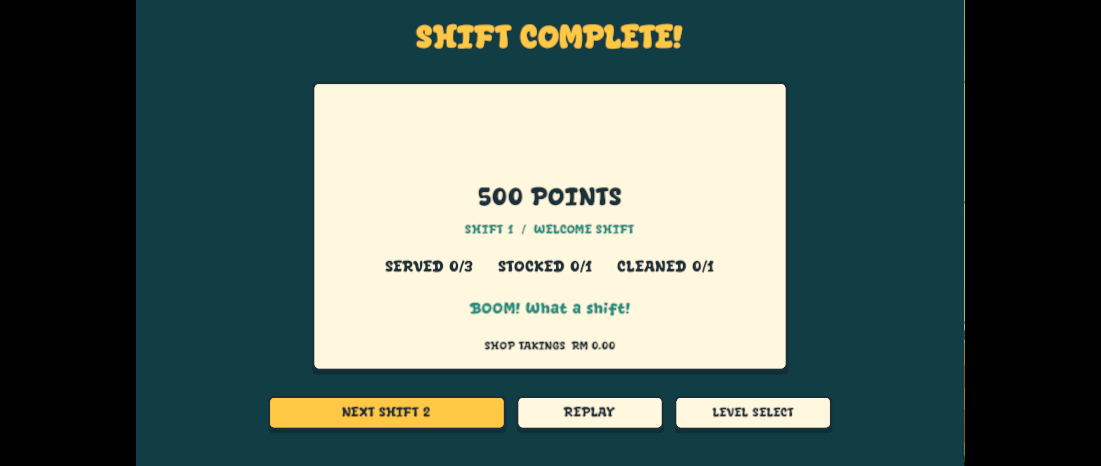 SHIFT COMPLETE!
500 POINTS
SHIFT 1 / WELCOME SHIFT
SERVED 0/3 STOCKED 0/1 CLEANED 0/1
BOOM! What a shift!
SHOP TAKINGS RM 0.00
NEXT SHIFT 2 REPLAY LEVEL SELECT